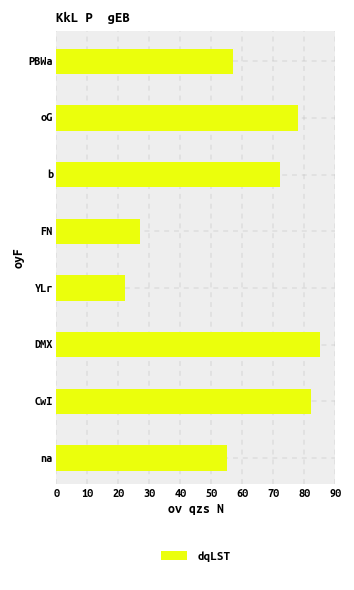 KkL P  gEB
PBWa
oG
b
FN
YLr
DMX
CwI
na
oyF
0 10 20 30 40 50 60 70 80 90
ov qzs N
dqLST